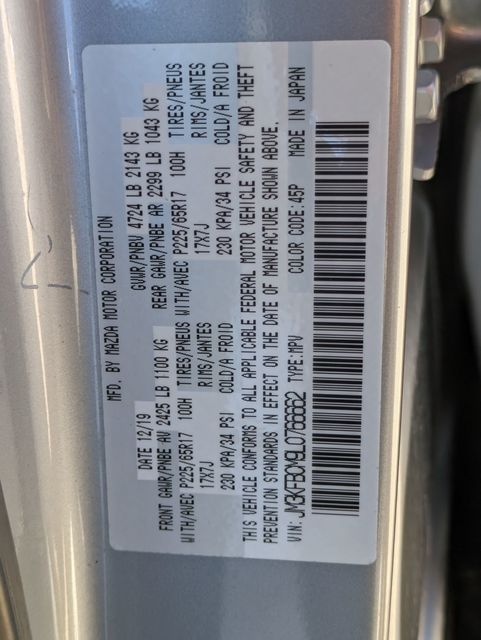 MFD. BY MAZDA MOTOR CORPORATION
DATE 12/19 GVWR/PNBV 4724 LB 2143 KG
FRONT GAWR/PNBE AV 2425 LB 1100 KG REAR GAWR/PNBE AR 2299 LB 1043 KG
WITH/AVEC P225/65R17 100H TIRES/PNEUS WITH/AVEC P225/65R17 100H TIRES/PNEUS
17X7J RIMS/JANTES 17X7J RIMS/JANTES
230 KPA/34 PSI COLD/A FROID 230 KPA/34 PSI COLD/A FROID
THIS VEHICLE CONFORMS TO ALL APPLICABLE FEDERAL MOTOR VEHICLE SAFETY AND THEFT
PREVENTION STANDARDS IN EFFECT ON THE DATE OF MANUFACTURE SHOWN ABOVE.
VIN: JM3KFBCM9L0766662 TYPE:MPV COLOR CODE:45P MADE IN JAPAN